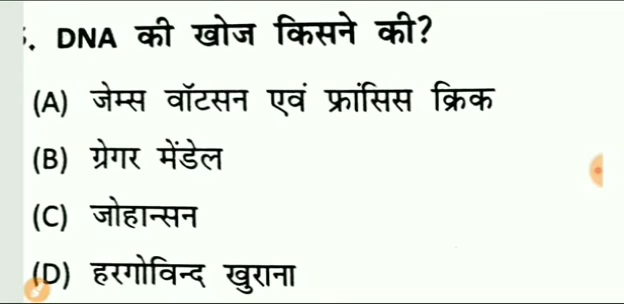 . DNA की खोज किसने की?
(A) जेम्स वॉटसन एवं फ्रांसिस क्रिक
(B) ग्रेगर मेंडेल
(C) जोहान्सन
(D) हरगोविन्द खुराना